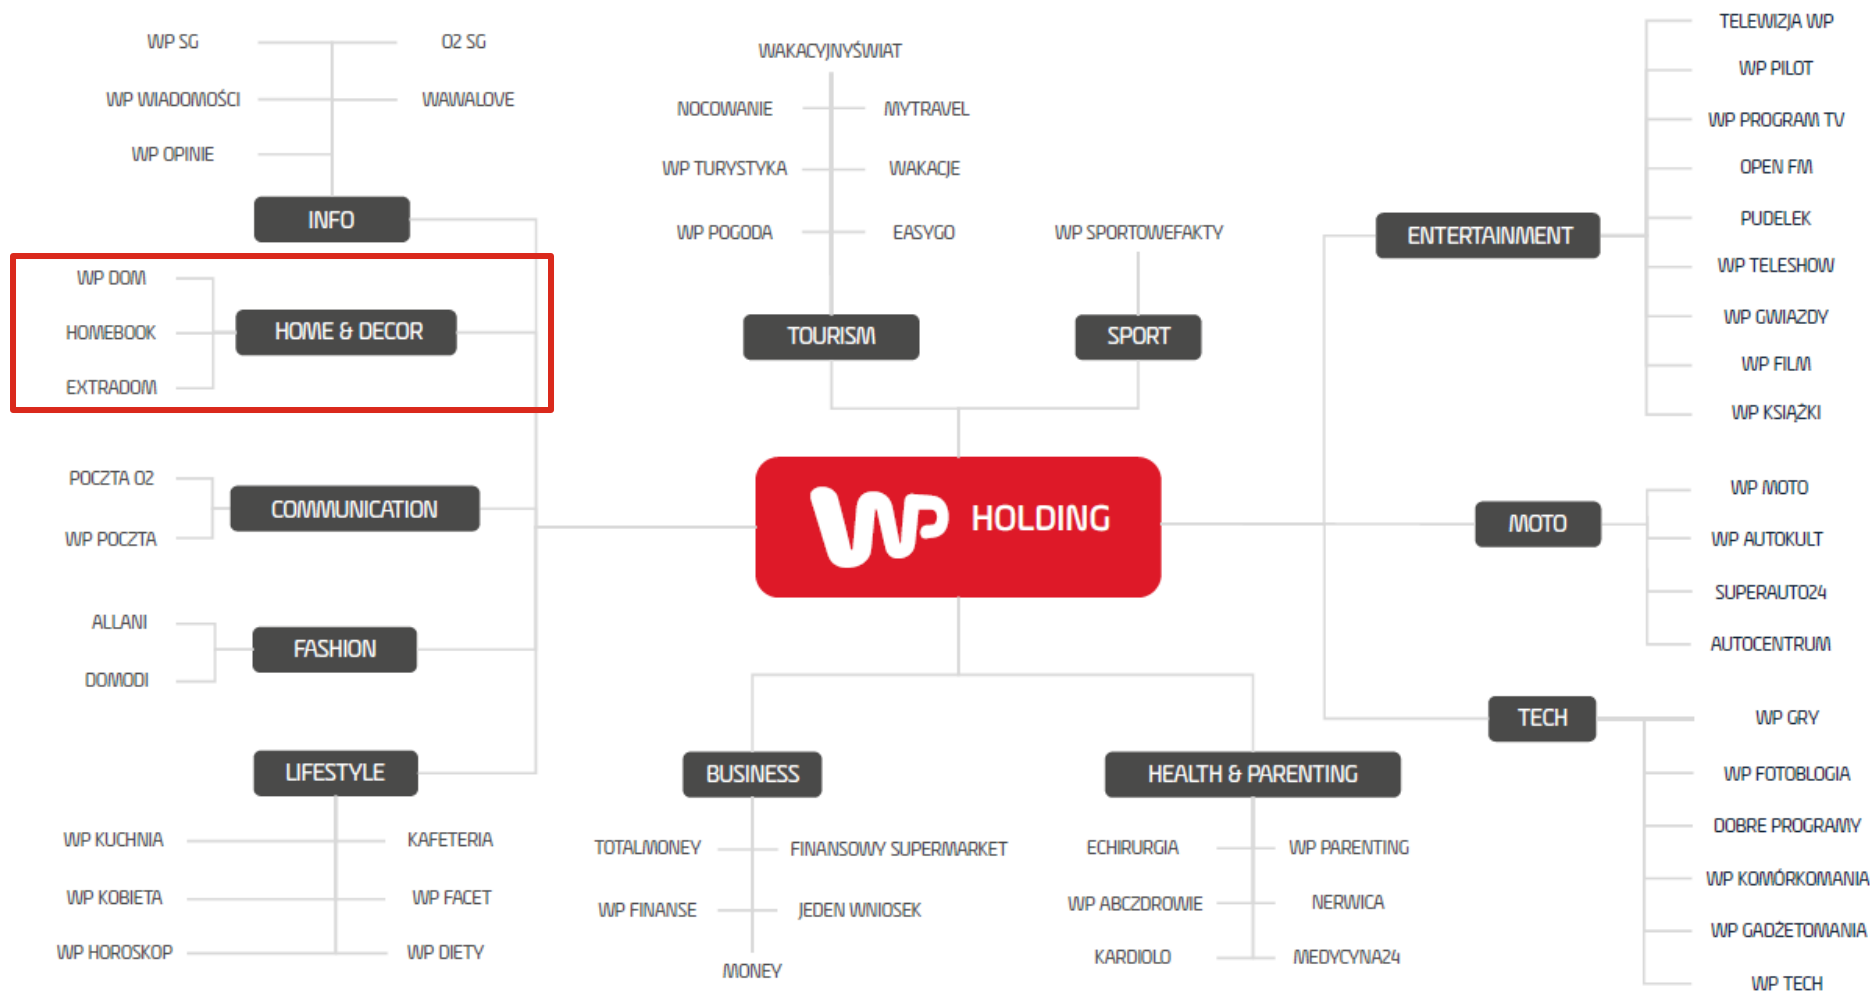 WP SG
O2 SG
WP WIADOMOŚCI
WAWALOVE
WP OPINIE
INFO
WP DOM
HOMEBOOK
EXTRADOM
HOME & DECOR
POCZTA O2
WP POCZTA
COMMUNICATION
ALLANI
DOMODI
FASHION
LIFESTYLE
WP KUCHNIA
KAFETERIA
WP KOBIETA
WP FACET
WP HOROSKOP
WP DIETY
WAKACYJNYŚWIAT
NOCOWANIE
MYTRAVEL
WP TURYSTYKA
WAKACJE
WP POGODA
EASYGO
TOURISM
WP SPORTOWEFAKTY
SPORT
WP HOLDING
BUSINESS
TOTALMONEY
FINANSOWY SUPERMARKET
WP FINANSE
JEDEN WNIOSEK
MONEY
HEALTH & PARENTING
ECHIRURGIA
WP PARENTING
WP ABCZDROWIE
NERWICA
KARDIOLO
MEDYCYNA24
ENTERTAINMENT
TELEWIZJA WP
WP PILOT
WP PROGRAM TV
OPEN FM
PUDELEK
WP TELESHOW
WP GWIAZDY
WP FILM
WP KSIĄŻKI
MOTO
WP MOTO
WP AUTOKULT
SUPERAUTO24
AUTOCENTRUM
TECH
WP GRY
WP FOTOBLOGIA
DOBRE PROGRAMY
WP KOMÓRKOMANIA
WP GADŻETOMANIA
WP TECH